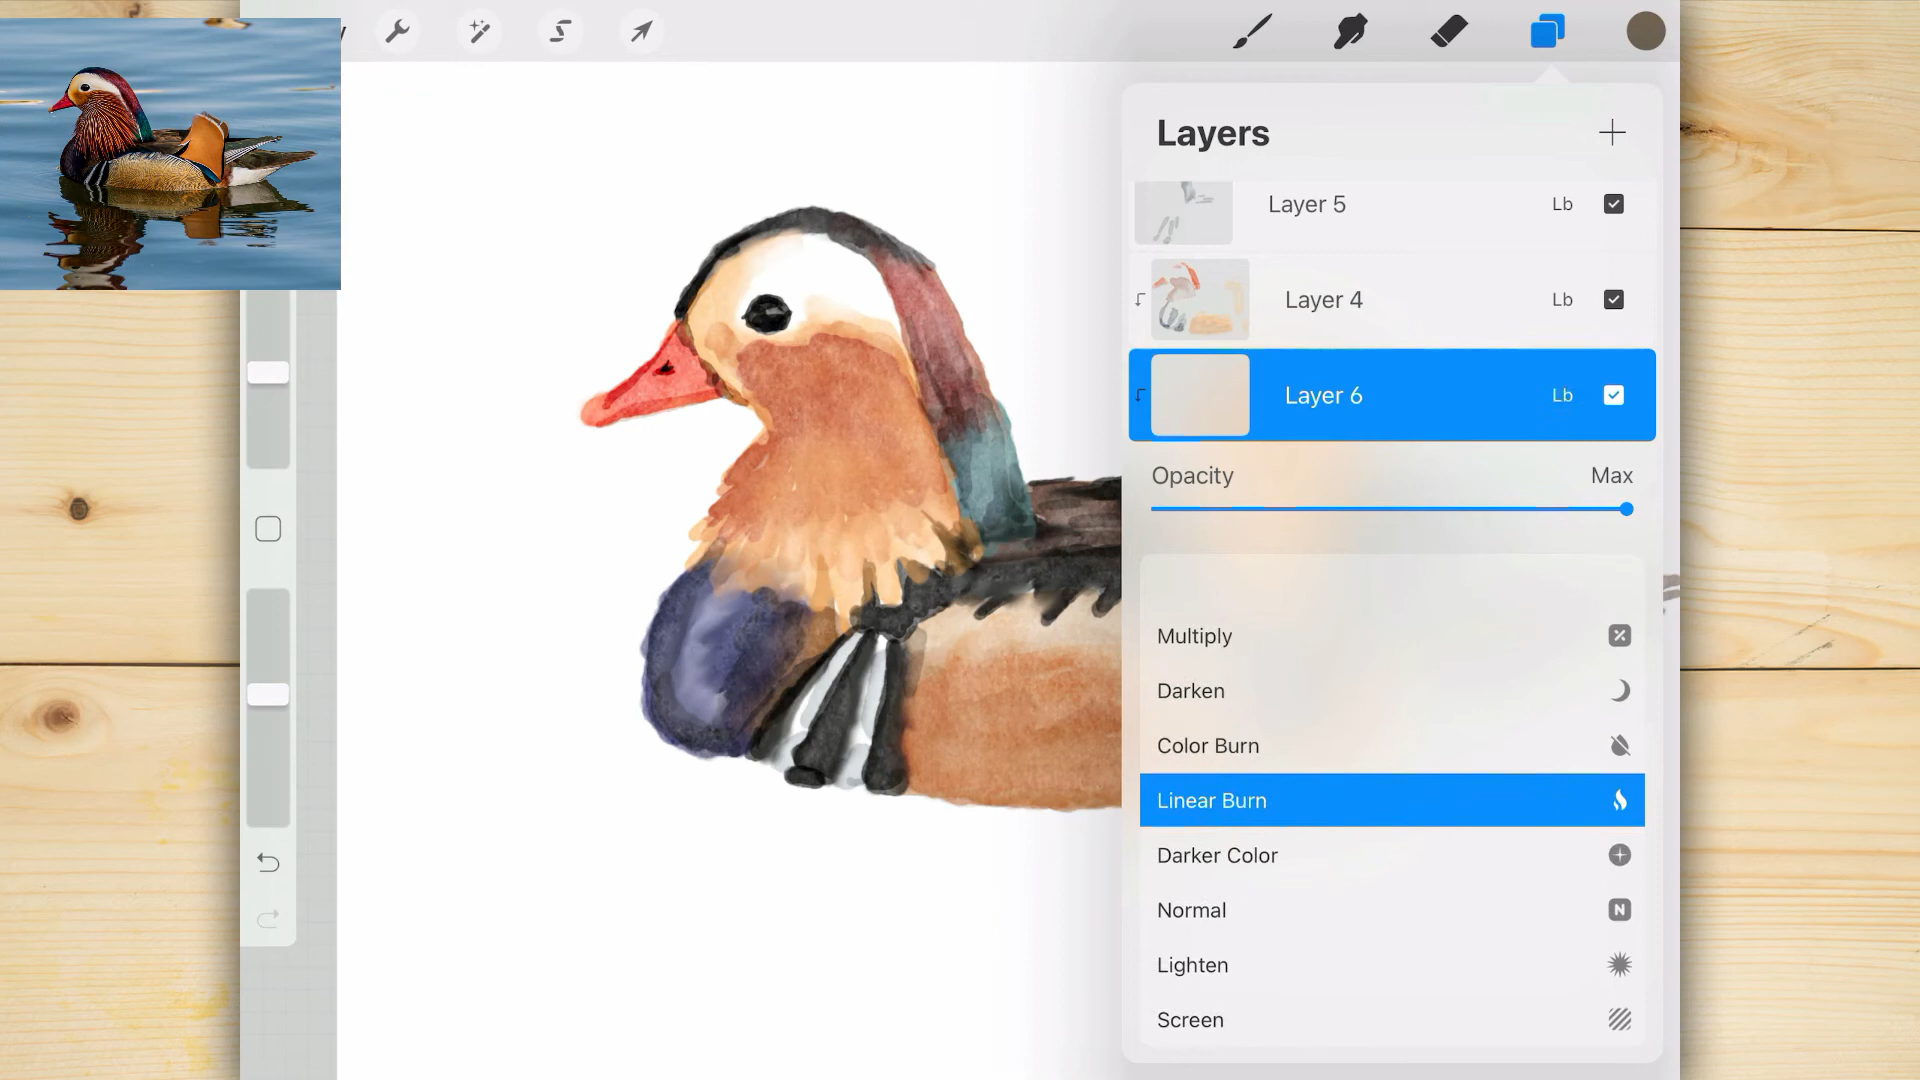 Layers
Layer 5 Lb
Layer 4 Lb
Layer 6 Lb
Opacity Max
Multiply
Darken
Color Burn
Linear Burn
Darker Color
Normal N
Lighten
Screen